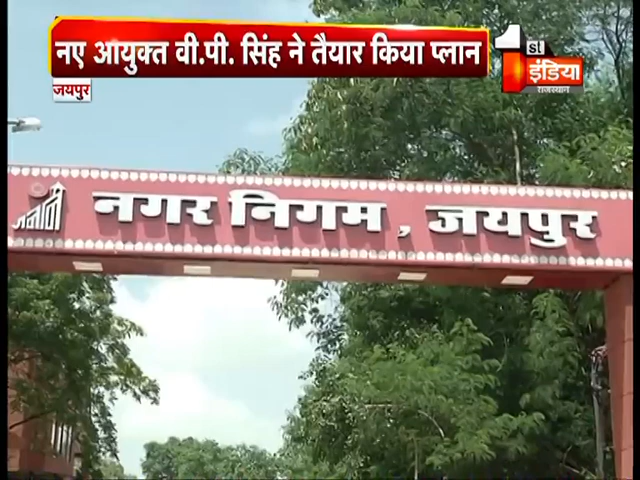 नए आयुक्त वी.पी. सिंह ने तैयार किया प्लान
1st
इंडिया
राजस्थान
जयपुर
नगर निगम , जयपुर